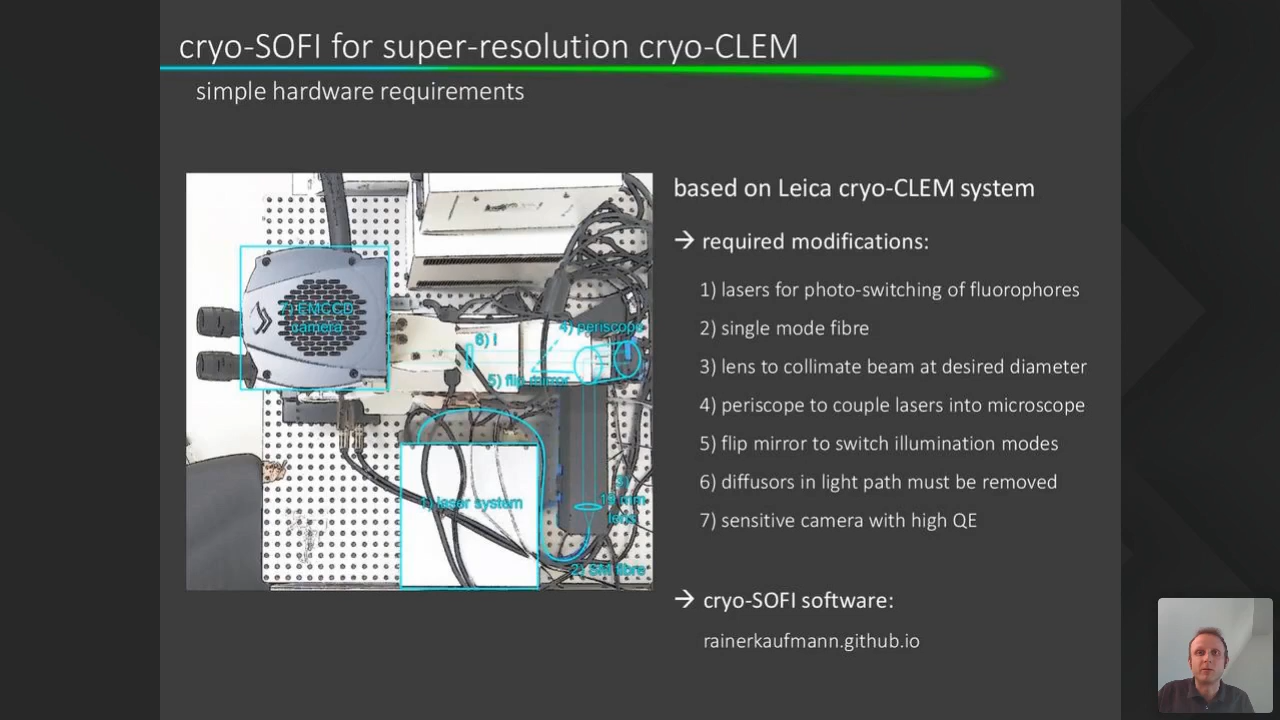 cryo-SOFI for super-resolution cryo-CLEM
simple hardware requirements
7) EMCCD
camera
6) l
4) periscope
5) flip mirror
1) laser system
3)
19 mm
lens
2) SM fibre
based on Leica cryo-CLEM system
→ required modifications:
1) lasers for photo-switching of fluorophores
2) single mode fibre
3) lens to collimate beam at desired diameter
4) periscope to couple lasers into microscope
5) flip mirror to switch illumination modes
6) diffusors in light path must be removed
7) sensitive camera with high QE
→ cryo-SOFI software:
rainerkaufmann.github.io